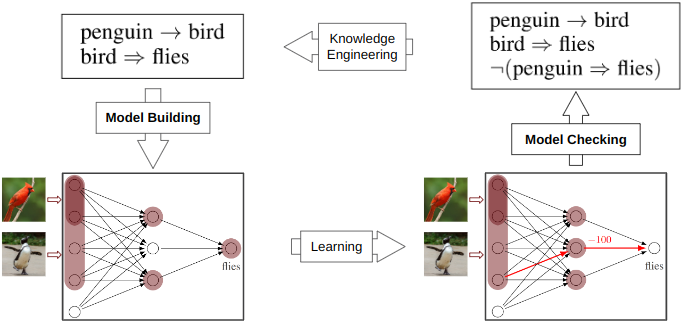 penguin → bird
bird ⇒ flies
Knowledge
Engineering
penguin → bird
bird ⇒ flies
¬(penguin ⇒ flies)
Model Building
Model Checking
flies
Learning
−100
flies